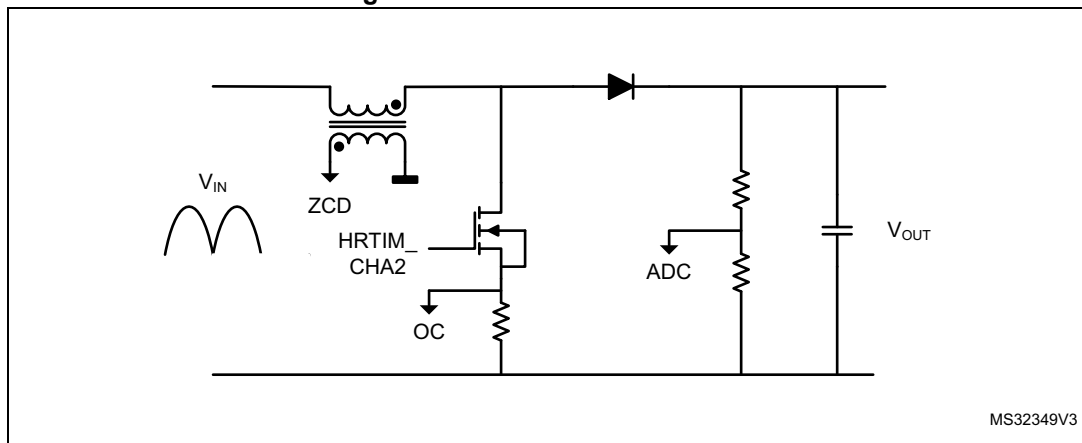 V_IN
ZCD
HRTIM_
CHA2
OC
ADC
V_OUT
MS32349V3